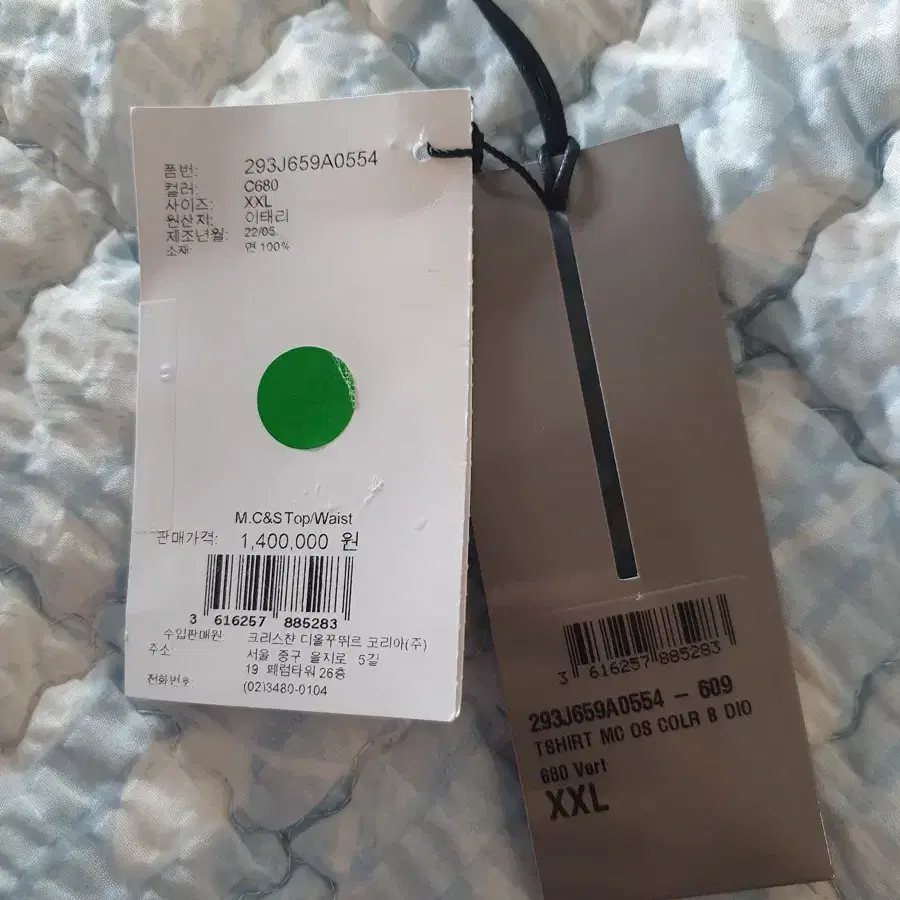 품번: 293J659A0554
컬러: C680
사이즈: XXL
원산지: 이태리
제조년월: 22/05.
소재: 면 100%
M.C&S Top/Waist
판매가격: 1,400,000 원
3 616257 885283
수입판매원: 크리스챤 디올꾸뛰르 코리아(주)
주소: 서울 중구 을지로 5길
19 페럼타워 26층
전화번호: (02)3480-0104
3 616257 885283
293J659A0554 - 609
TSHIRT MC OS COLR B DIO
680 Vert
XXL